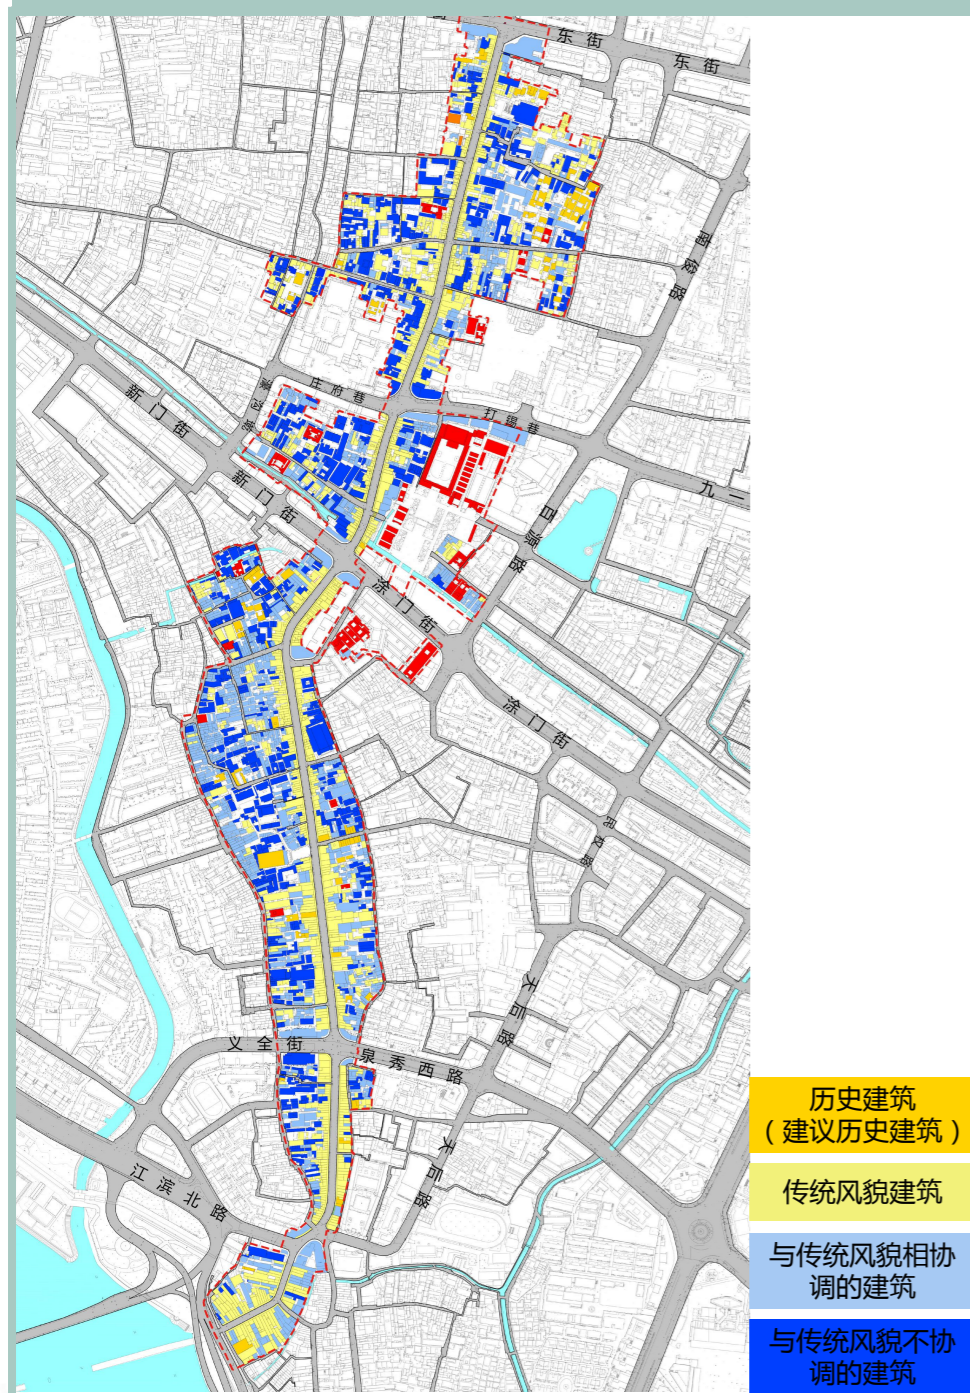 东街
东街
南俊路
庄府巷
新门街
打锡巷
九一
新门街
百源路
涂门街
涂门街
民权路
天后路
义全街
泉秀西路
天后路
江滨北路
历史建筑
（建议历史建筑）
传统风貌建筑
与传统风貌相协
调的建筑
与传统风貌不协
调的建筑